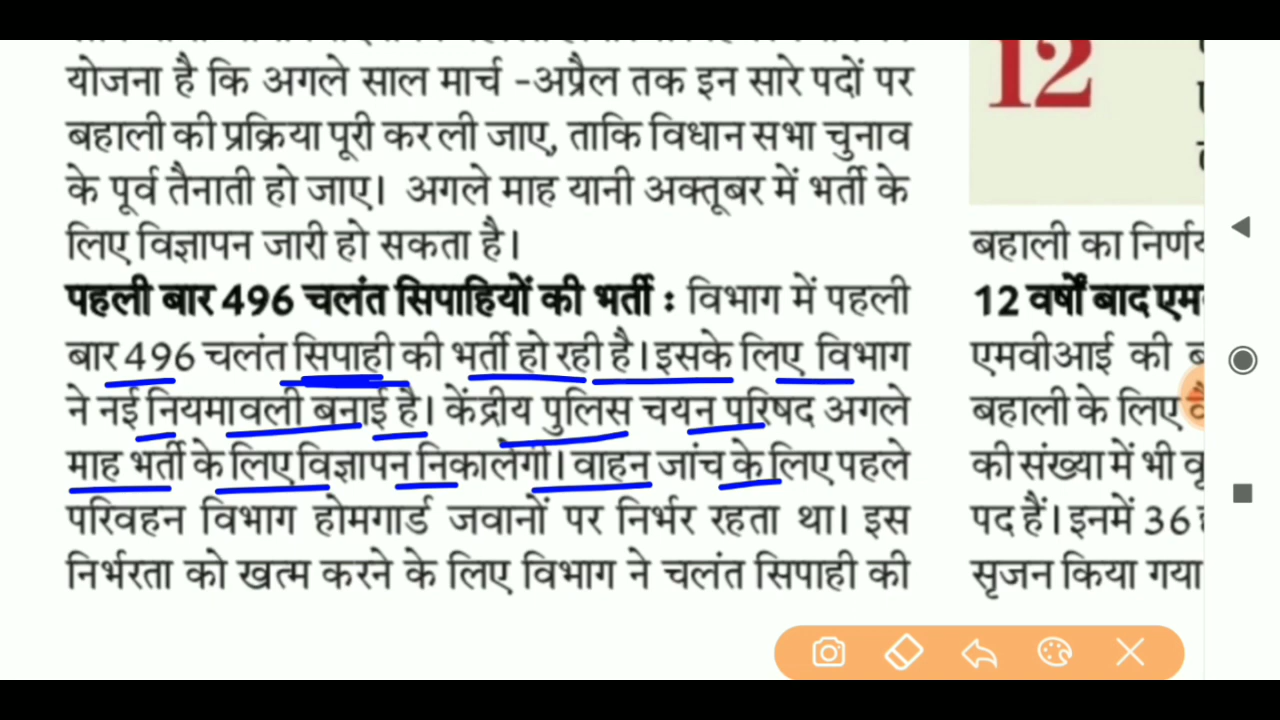 योजना है कि अगले साल मार्च -अप्रैल तक इन सारे पदों पर
बहाली की प्रक्रिया पूरी कर ली जाए, ताकि विधान सभा चुनाव
के पूर्व तैनाती हो जाए। अगले माह यानी अक्तूबर में भर्ती के
लिए विज्ञापन जारी हो सकता है।
पहली बार 496 चलंत सिपाहियों की भर्ती : विभाग में पहली
बार 496 चलंत सिपाही की भर्ती हो रही है। इसके लिए विभाग
ने नई नियमावली बनाई है। केंद्रीय पुलिस चयन परिषद अगले
माह भर्ती के लिए विज्ञापन निकालेगी। वाहन जांच के लिए पहले
परिवहन विभाग होमगार्ड जवानों पर निर्भर रहता था। इस
निर्भरता को खत्म करने के लिए विभाग ने चलंत सिपाही की
12
बहाली का
12 वर्षों बाद
एमवीआई की
बहाली के लिए
की संख्या में भी
पद हैं। इनमें 36
सृजन किया गया